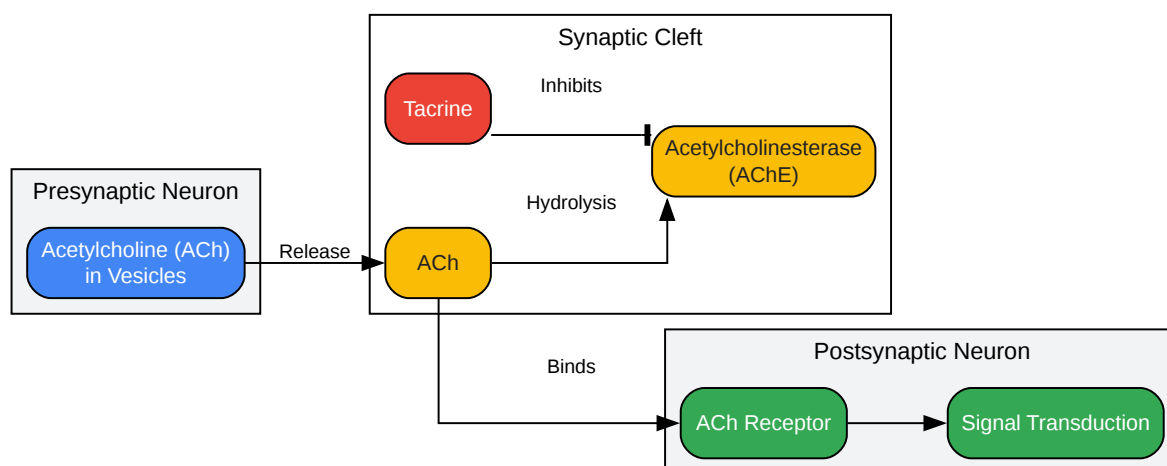 Synaptic Cleft
Inhibits
Tacrine
Acetylcholinesterase
(AChE)
Presynaptic Neuron
Hydrolysis
Acetylcholine (ACh)
in Vesicles
Release
ACh
Postsynaptic Neuron
Binds
ACh Receptor
Signal Transduction